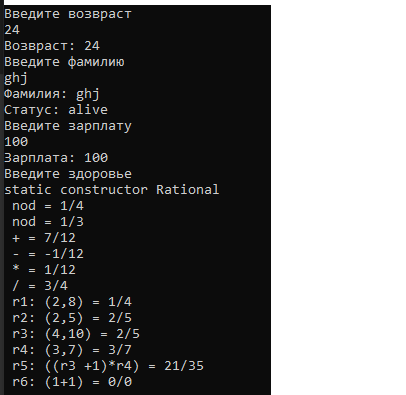 Введите возвраст
24
Возвраст: 24
Введите фамилию
ghj
Фамилия: ghj
Статус: alive
Введите зарплату
100
Зарплата: 100
Введите здоровье
static constructor Rational
nod = 1/4
nod = 1/3
+ = 7/12
- = -1/12
* = 1/12
/ = 3/4
r1: (2,8) = 1/4
r2: (2,5) = 2/5
r3: (4,10) = 2/5
r4: (3,7) = 3/7
r5: ((r3 +1)*r4) = 21/35
r6: (1+1) = 0/0